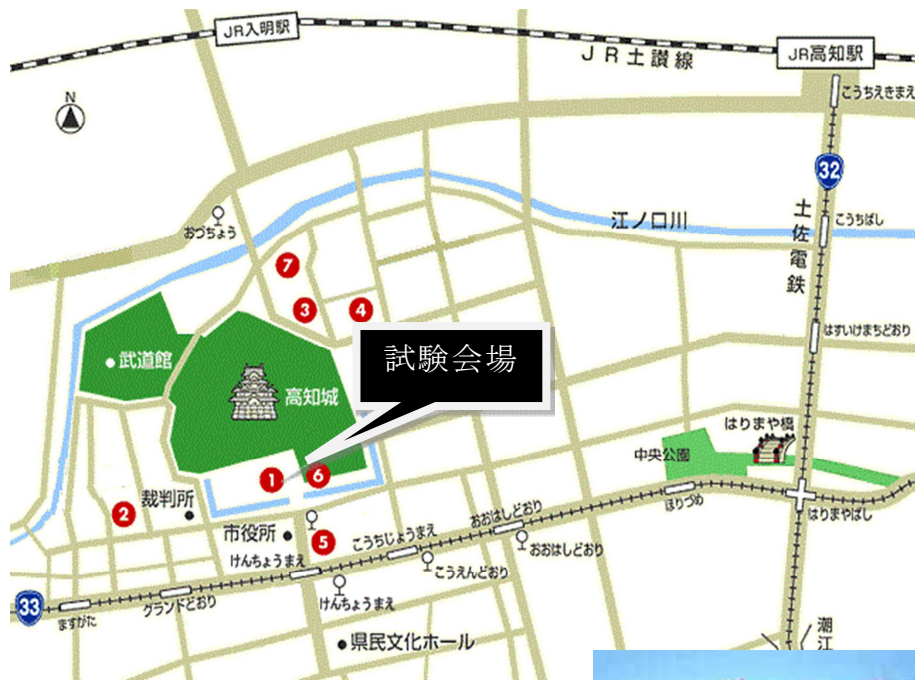 JR入明駅
JR土讃線
JR高知駅
こうちえきまえ
N
32
おづちょう
江ノ口川
土佐電鉄
こうちばし
7
3
4
はすいけまちどおり
武道館
試験会場
高知城
はりまや橋
中央公園
1
6
2
裁判所
ほりづめ
はりまやばし
おおはしどおり
市役所
5
こうちじょうまえ
おおはしどおり
けんちょうまえ
こうえんどおり
33
ますがた
グランドどおり
けんちょうまえ
潮江
県民文化ホール